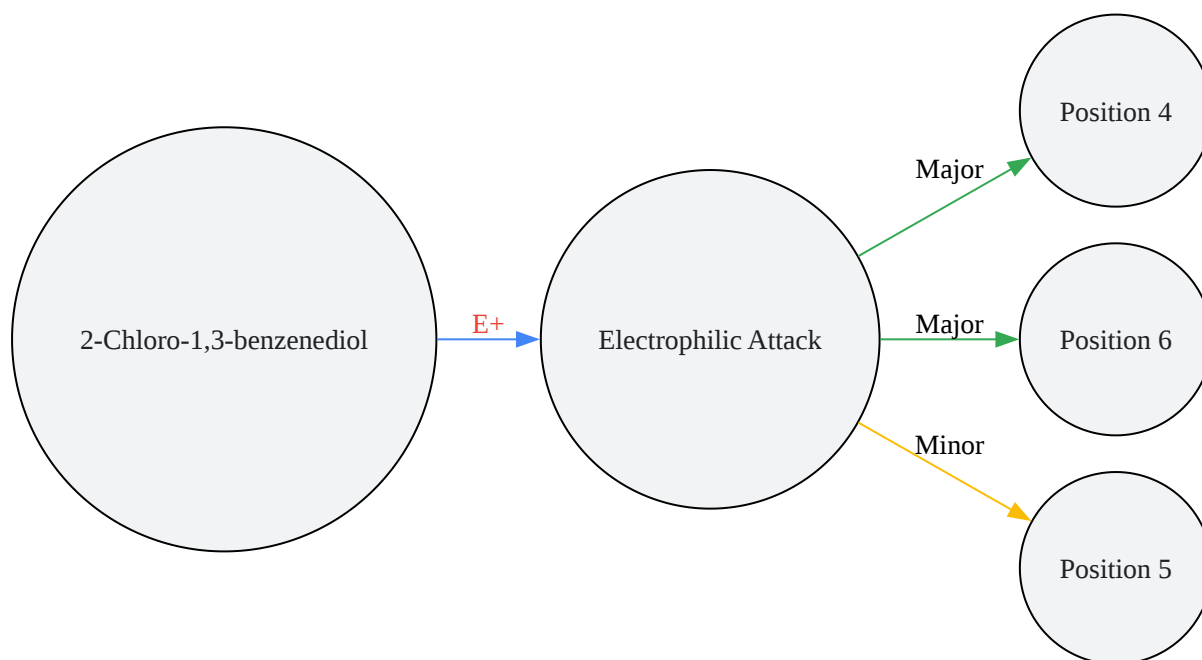 2-Chloro-1,3-benzenediol
E+
Electrophilic Attack
Major
Position 4
Major
Position 6
Minor
Position 5